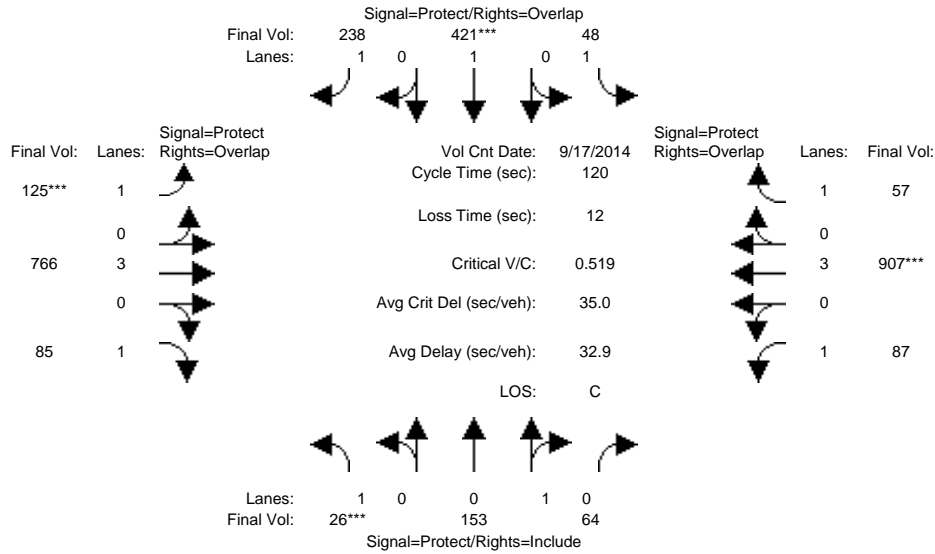 Signal=Protect/Rights=Overlap
Final Vol: 238 421*** 48
Lanes: 1 0 1 0 1
Signal=Protect
Final Vol: Lanes: Rights=Overlap
Vol Cnt Date: 9/17/2014
Signal=Protect
Rights=Overlap Lanes: Final Vol:
Cycle Time (sec): 120
125*** 1
1 57
Loss Time (sec): 12
0
0
766 3
Critical V/C: 0.519
3 907***
0
Avg Crit Del (sec/veh): 35.0
0
85 1
Avg Delay (sec/veh): 32.9
1 87
LOS: C
Lanes: 1 0 0 1 0
Final Vol: 26*** 153 64
Signal=Protect/Rights=Include